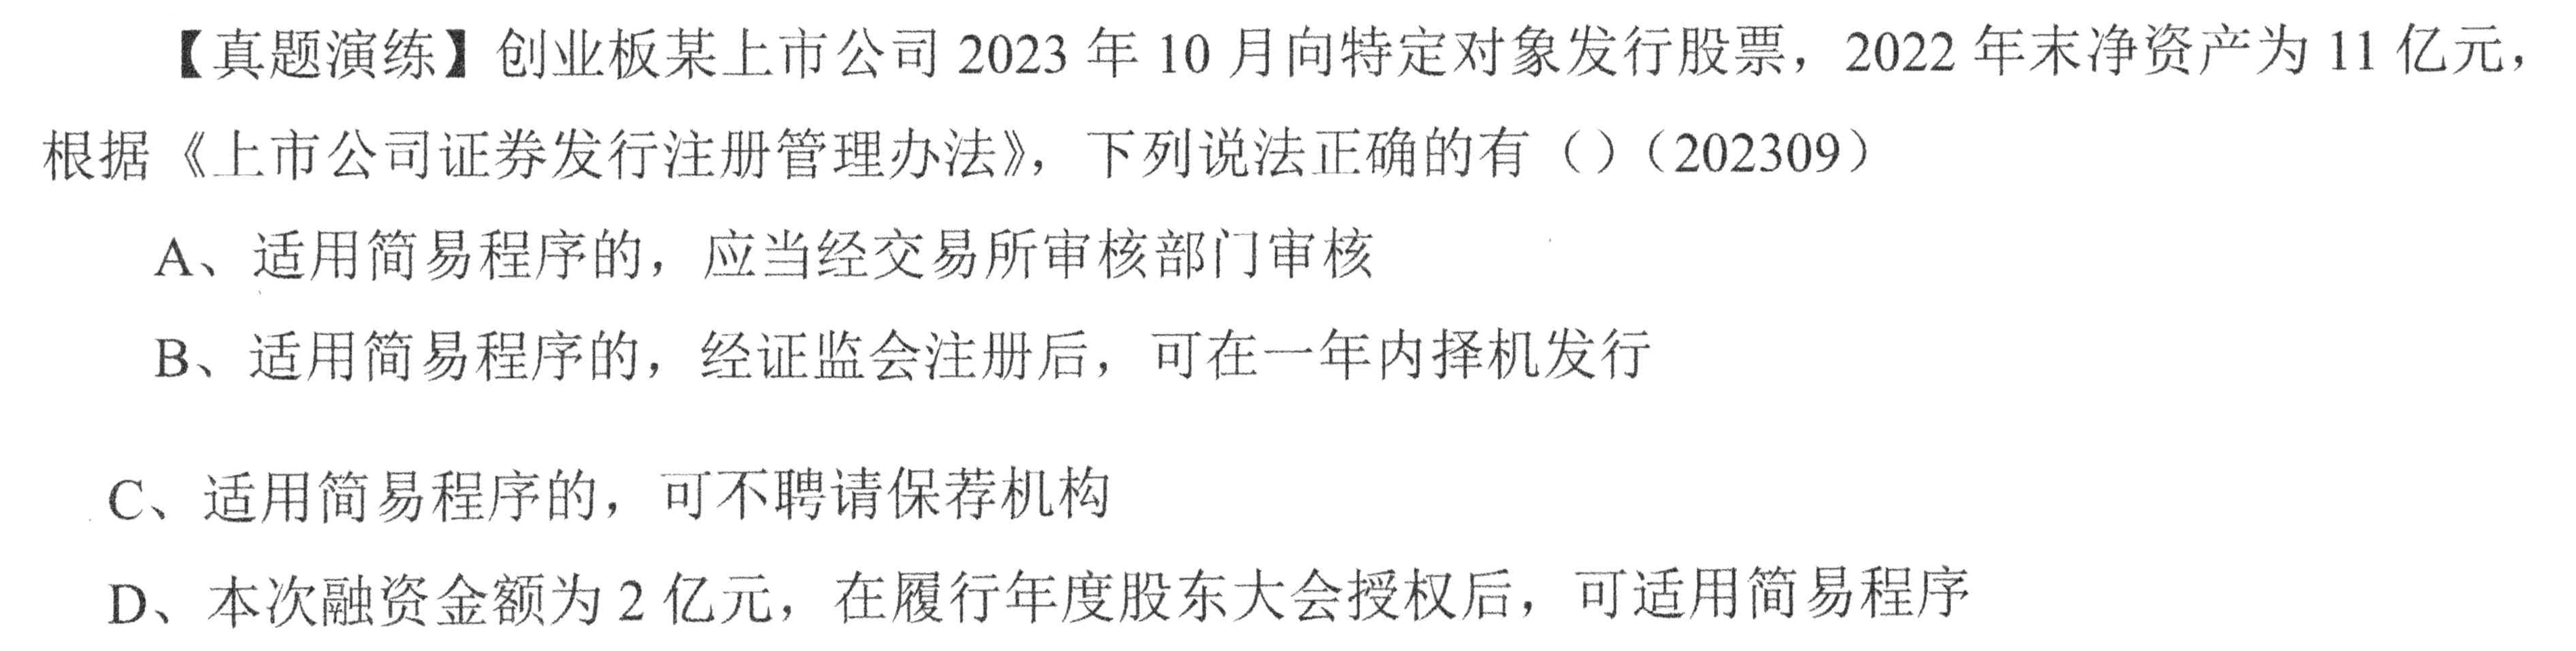 【真题演练】创业板某上市公司 2023 年 10 月向特定对象发行股票，2022 年末净资产为 11 亿元，
根据《上市公司证券发行注册管理办法》，下列说法正确的有（）（202309）
A、适用简易程序的，应当经交易所审核部门审核
B、适用简易程序的，经证监会注册后，可在一年内择机发行
C、适用简易程序的，可不聘请保荐机构
D、本次融资金额为 2 亿元，在履行年度股东大会授权后，可适用简易程序